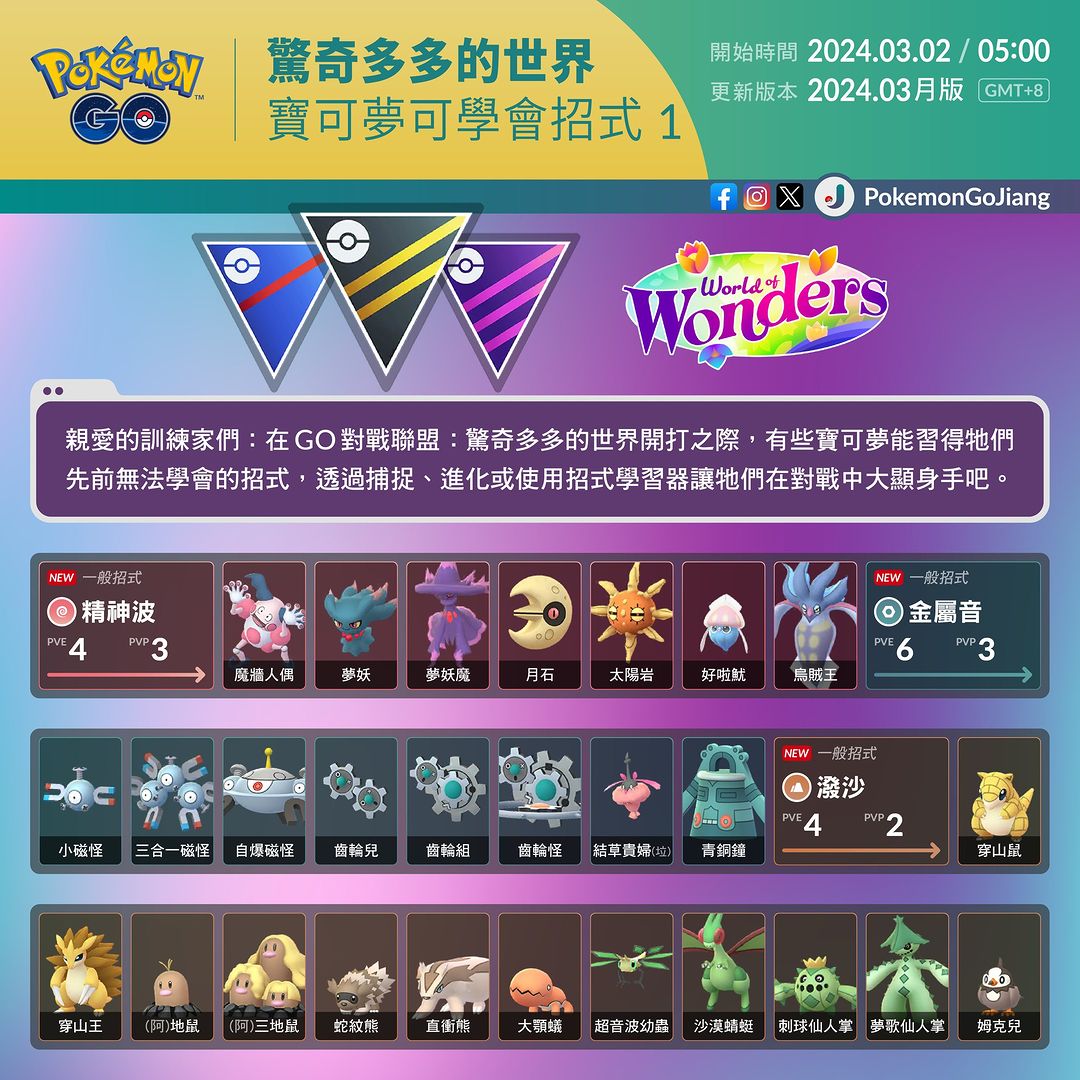 POKÉMON
GO
TM
驚奇多多的世界
寶可夢可學會招式 1
開始時間 2024.03.02 / 05:00
更新版本 2024.03月版 GMT+8
PokemonGoJiang
World of
Wonders
親愛的訓練家們：在 GO 對戰聯盟：驚奇多多的世界開打之際，有些寶可夢能習得牠們
先前無法學會的招式，透過捕捉、進化或使用招式學習器讓牠們在對戰中大顯身手吧。
NEW 一般招式
精神波
PVE 4 PVP 3
魔牆人偶
夢妖
夢妖魔
月石
太陽岩
好啦魷
烏賊王
NEW 一般招式
金屬音
PVE 6 PVP 3
小磁怪
三合一磁怪
自爆磁怪
齒輪兒
齒輪組
齒輪怪
結草貴婦(垃)
青銅鐘
NEW 一般招式
潑沙
PVE 4 PVP 2
穿山鼠
穿山王
(阿)地鼠
(阿)三地鼠
蛇紋熊
直衝熊
大顎蟻
超音波幼蟲
沙漠蜻蜓
刺球仙人掌
夢歌仙人掌
姆克兒